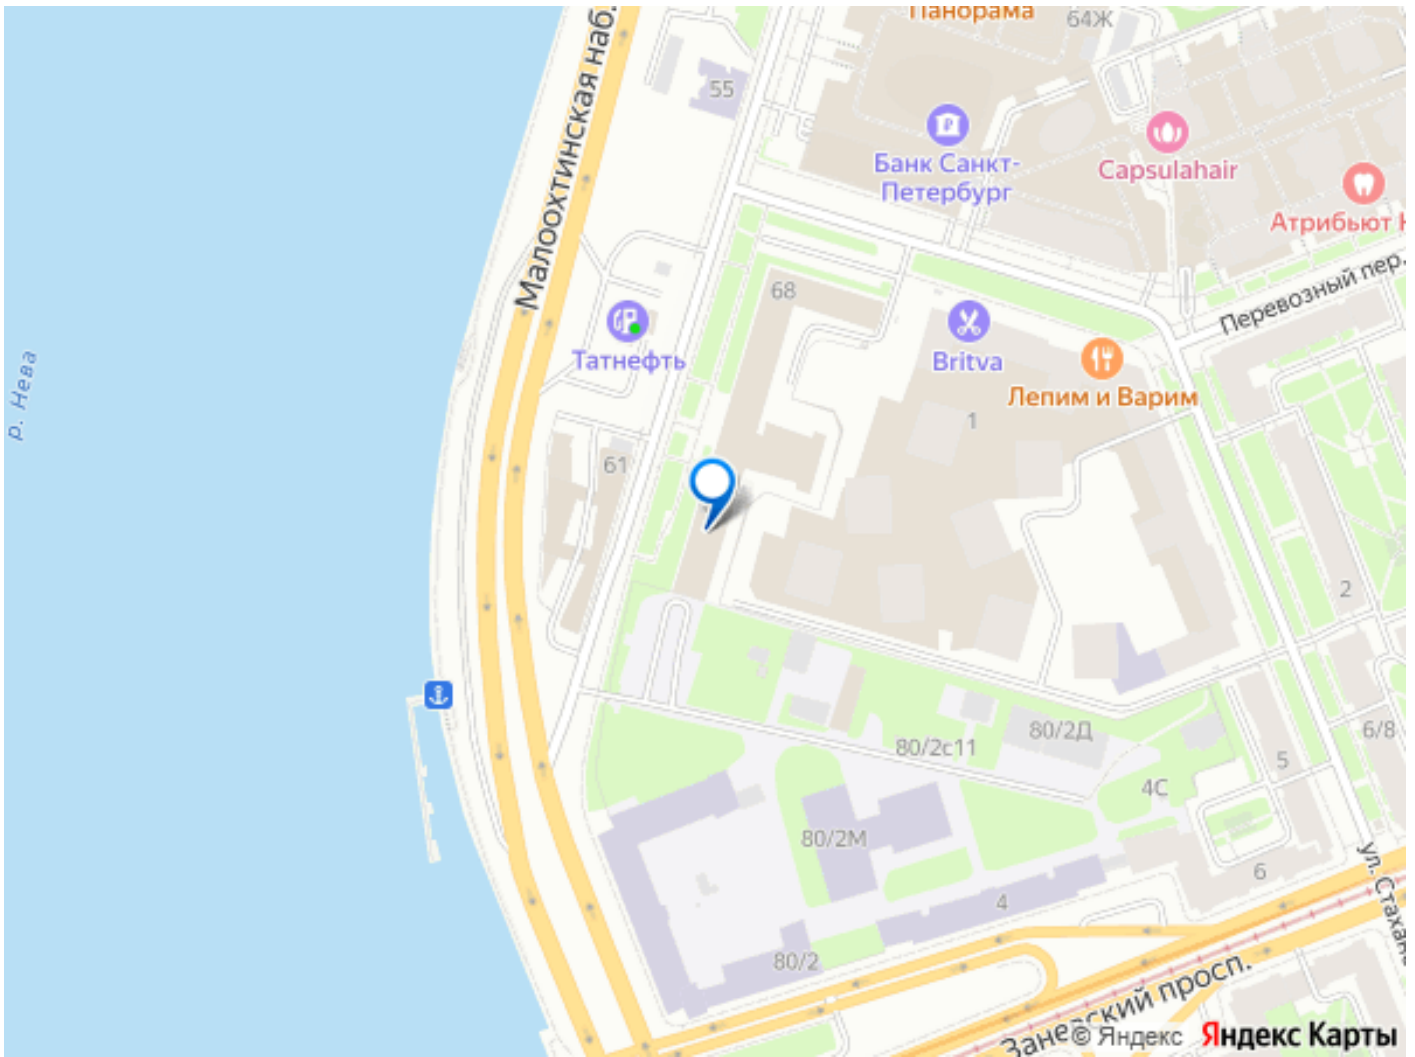 Панорама
64Ж
Малоохтинская наб.
55
Банк Санкт-
Петербург
Capsulahair
Атрибьют
Перевозный пер.
68
Татнефть
Britva
Лепим и Варим
1
р. Нева
61
2
80/2с11
80/2Д
6/8
5
4С
80/2М
6
4
80/2
ул. Стахан
Заневский просп.
© Яндекс
Яндекс Карты